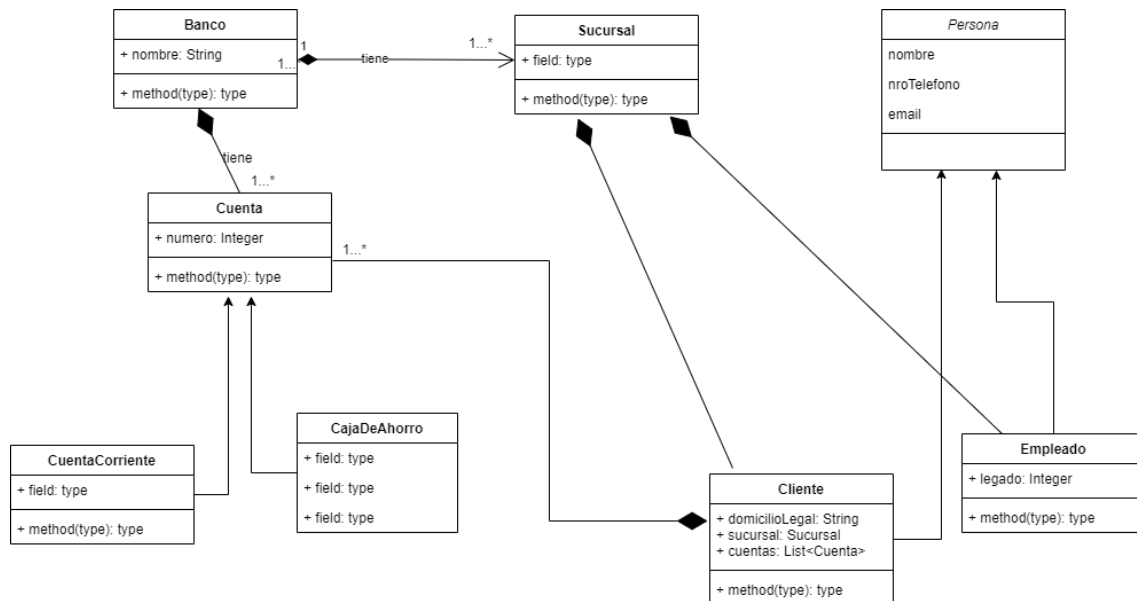 Banco
+ nombre: String
+ method(type): type
1
1...
tiene
1...*
Sucursal
+ field: type
+ method(type): type
Persona
nombre
nroTelefono
email
tiene
1...*
Cuenta
+ numero: Integer
+ method(type): type
1...*
CuentaCorriente
+ field: type
+ method(type): type
CajaDeAhorro
+ field: type
+ field: type
+ field: type
Cliente
+ domicilioLegal: String
+ sucursal: Sucursal
+ cuentas: List<Cuenta>
+ method(type): type
Empleado
+ legado: Integer
+ method(type): type